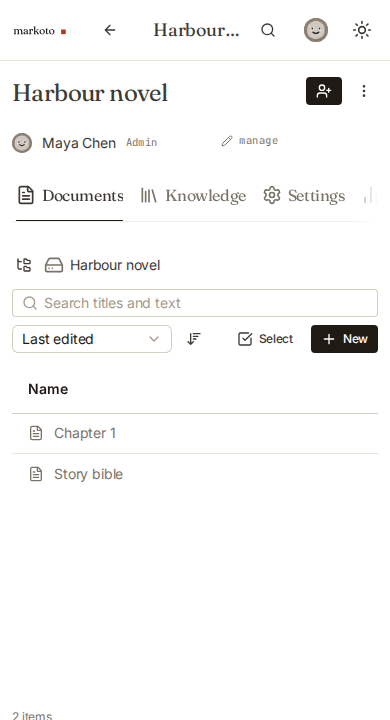 markoto
Harbour...
Harbour novel
Maya Chen Admin manage
Documents Knowledge Settings
Harbour novel
Search titles and text
Last edited Select New
Name
Chapter 1
Story bible
2 items